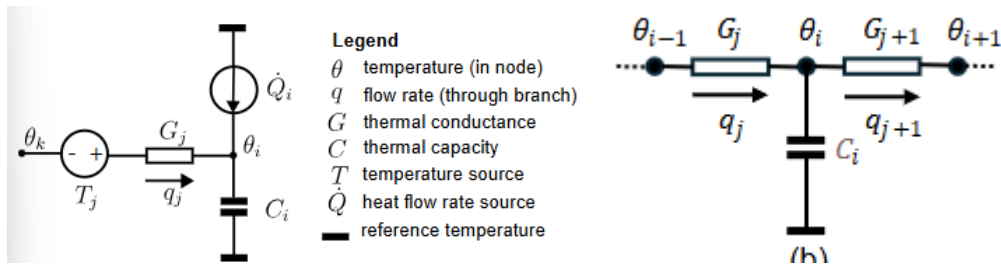 Q̇ᵢ
θₖ
Gⱼ
θᵢ
- +
Tⱼ
qⱼ
Cᵢ
Legend
θ temperature (in node)
q flow rate (through branch)
G thermal conductance
C thermal capacity
T temperature source
Q̇ heat flow rate source
reference temperature
θᵢ₋₁ Gⱼ θᵢ Gⱼ₊₁ θᵢ₊₁
qⱼ qⱼ₊₁
Cᵢ
(b)